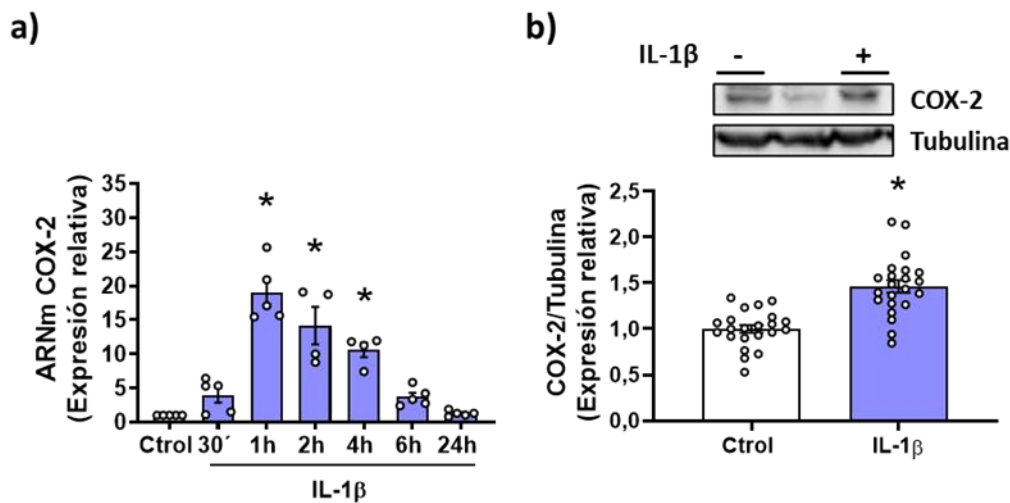 a)
ARNm COX-2
(Expresión relativa)
35
30
25
20
15
10
5
0
*
*
*
Ctrol 30´ 1h 2h 4h 6h 24h
IL-1β
b)
IL-1β - +
COX-2
Tubulina
COX-2/Tubulina
(Expresión relativa)
2,5
2,0
1,5
1,0
0,5
0,0
*
Ctrol IL-1β